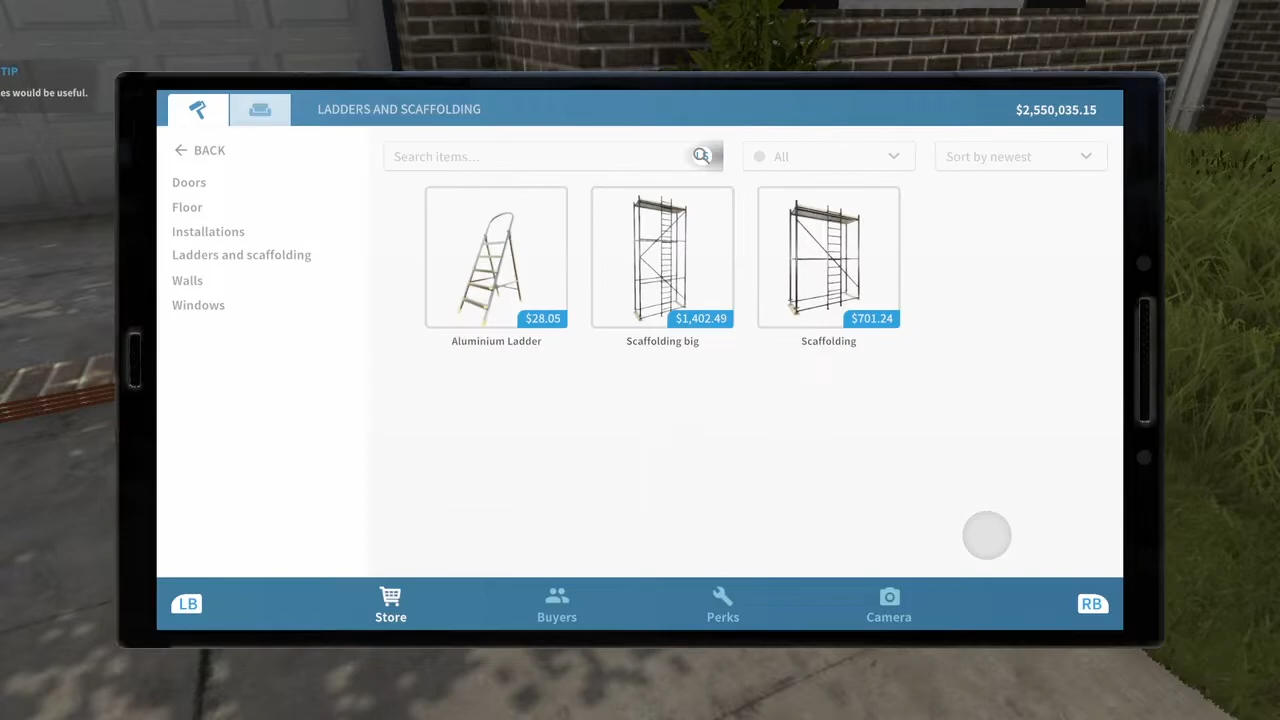 TIP
es would be useful.
LADDERS AND SCAFFOLDING
$2,550,035.15
BACK
Search items...
All
Sort by newest
Doors
Floor
Installations
Ladders and scaffolding
Walls
Windows
$28.05
$1,402.49
$701.24
Aluminium Ladder
Scaffolding big
Scaffolding
LB
Store
Buyers
Perks
Camera
RB